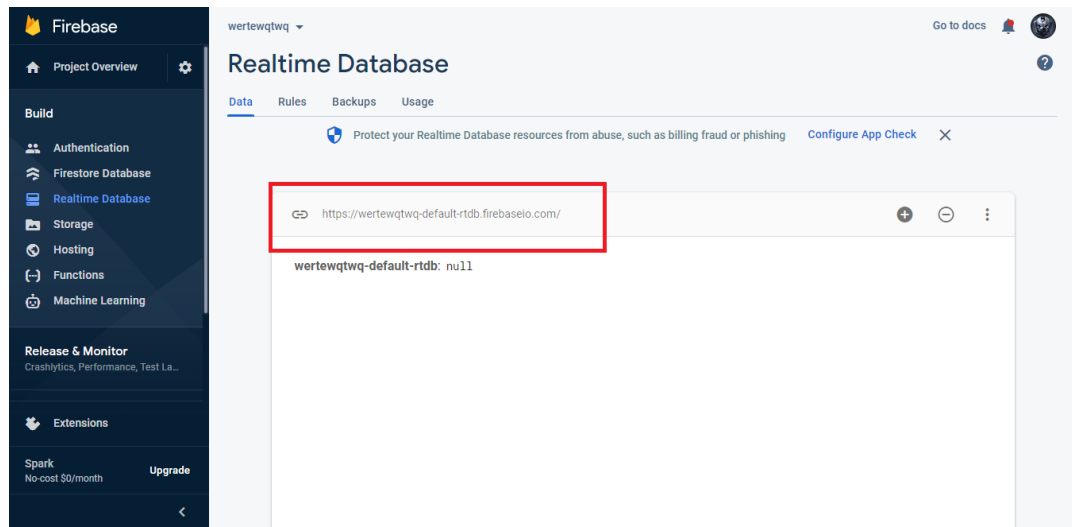 Firebase
Project Overview
Build
Authentication
Firestore Database
Realtime Database
Storage
Hosting
Functions
Machine Learning
Release & Monitor
Crashlytics, Performance, Test La...
Extensions
Spark
No-cost $0/month
Upgrade
wertewqtwq
Go to docs
Realtime Database
Data Rules Backups Usage
Protect your Realtime Database resources from abuse, such as billing fraud or phishing Configure App Check
https://wertewqtwq-default-rtdb.firebaseio.com/
wertewqtwq-default-rtdb: null